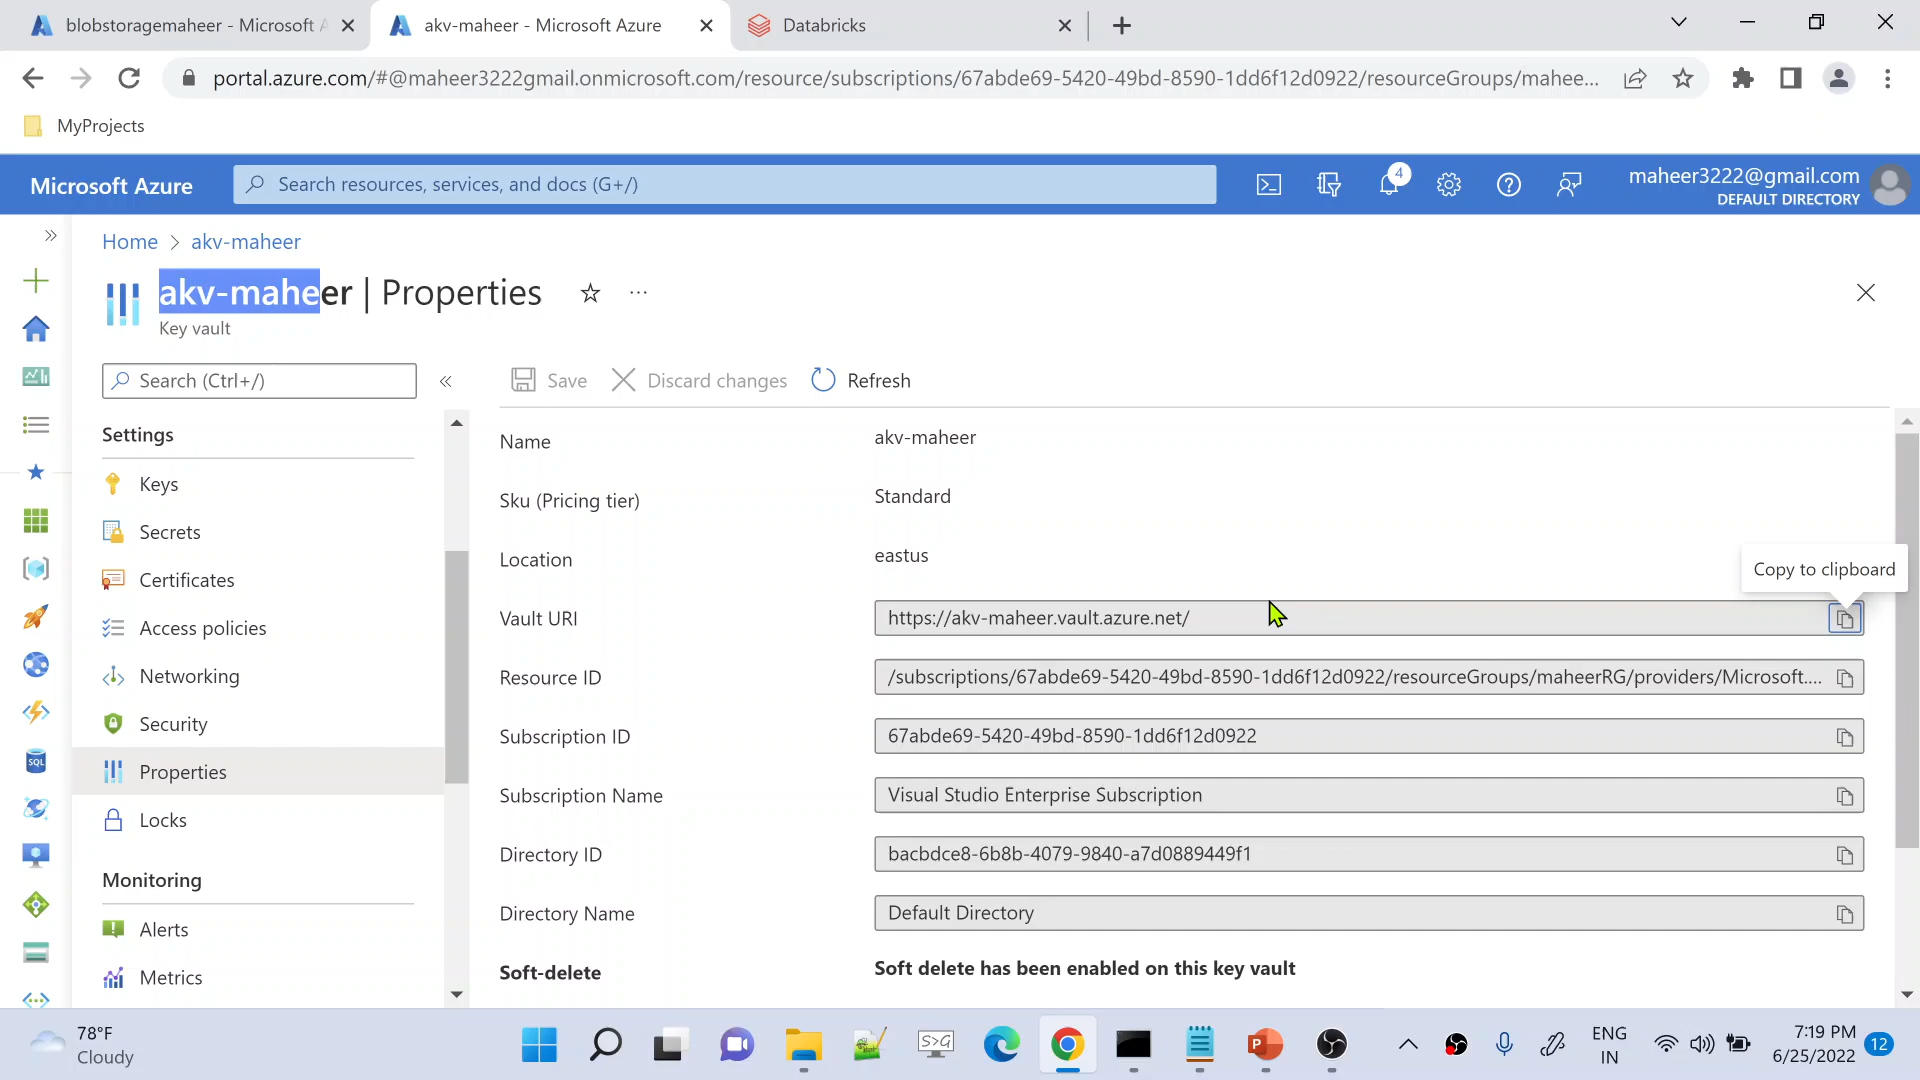 blobstoragemaheer - Microsoft A
akv-maheer - Microsoft Azure
Databricks
portal.azure.com/#@maheer3222gmail.onmicrosoft.com/resource/subscriptions/67abde69-5420-49bd-8590-1dd6f12d0922/resourceGroups/mahee...
MyProjects
Microsoft Azure
Search resources, services, and docs (G+/)
4
maheer3222@gmail.com
DEFAULT DIRECTORY
Home > akv-maheer
akv-maheer | Properties
Key vault
Search (Ctrl+/)
Save
Discard changes
Refresh
Settings
Keys
Secrets
Certificates
Access policies
Networking
Security
Properties
Locks
Monitoring
Alerts
Metrics
Name
akv-maheer
Sku (Pricing tier)
Standard
Location
eastus
Copy to clipboard
Vault URI
https://akv-maheer.vault.azure.net/
Resource ID
/subscriptions/67abde69-5420-49bd-8590-1dd6f12d0922/resourceGroups/maheerRG/providers/Microsoft....
Subscription ID
67abde69-5420-49bd-8590-1dd6f12d0922
Subscription Name
Visual Studio Enterprise Subscription
Directory ID
bacbdce8-6b8b-4079-9840-a7d0889449f1
Directory Name
Default Directory
Soft-delete
Soft delete has been enabled on this key vault
SQL
78°F
Cloudy
S>G
P
ENG
IN
7:19 PM
6/25/2022
12